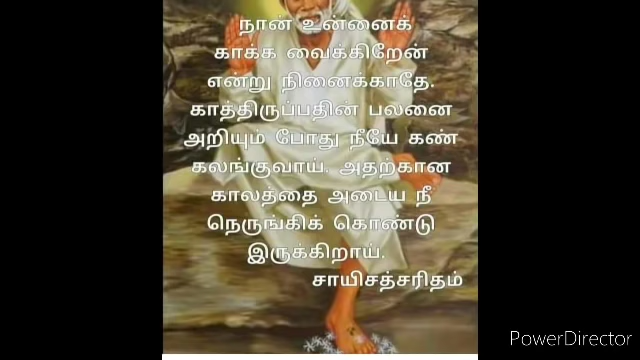 நான் உன்னைக்
காக்க வைக்கிறேன்
என்று நினைக்காதே.
காத்திருப்பதின் பலனை
அறியும் போது நீயே கண்
கலங்குவாய். அதற்கான
காலத்தை அடைய நீ
நெருங்கிக் கொண்டு
இருக்கிறாய்.
சாயிசத்சரிதம்
PowerDirector